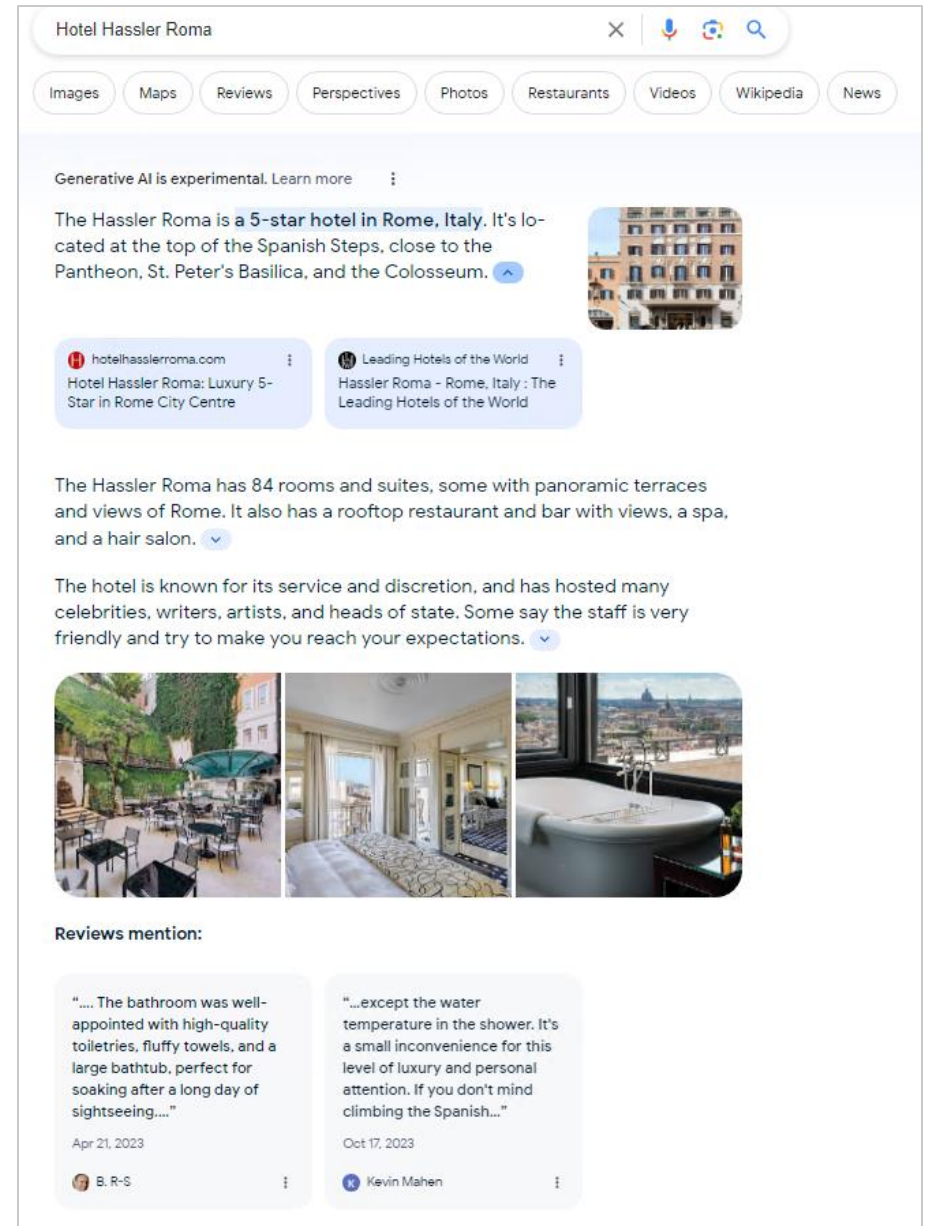 Hotel Hassler Roma
Images Maps Reviews Perspectives Photos Restaurants Videos Wikipedia News
Generative AI is experimental. Learn more
The Hassler Roma is a 5-star hotel in Rome, Italy. It's lo-
cated at the top of the Spanish Steps, close to the
Pantheon, St. Peter's Basilica, and the Colosseum.
hotelhasslerroma.com
Hotel Hassler Roma: Luxury 5-
Star in Rome City Centre
Leading Hotels of the World
Hassler Roma - Rome, Italy : The
Leading Hotels of the World
The Hassler Roma has 84 rooms and suites, some with panoramic terraces
and views of Rome. It also has a rooftop restaurant and bar with views, a spa,
and a hair salon.
The hotel is known for its service and discretion, and has hosted many
celebrities, writers, artists, and heads of state. Some say the staff is very
friendly and try to make you reach your expectations.
Reviews mention:
".... The bathroom was well-
appointed with high-quality
toiletries, fluffy towels, and a
large bathtub, perfect for
soaking after a long day of
sightseeing...."
Apr 21, 2023
B. R-S
"...except the water
temperature in the shower. It's
a small inconvenience for this
level of luxury and personal
attention. If you don't mind
climbing the Spanish..."
Oct 17, 2023
K Kevin Mahen